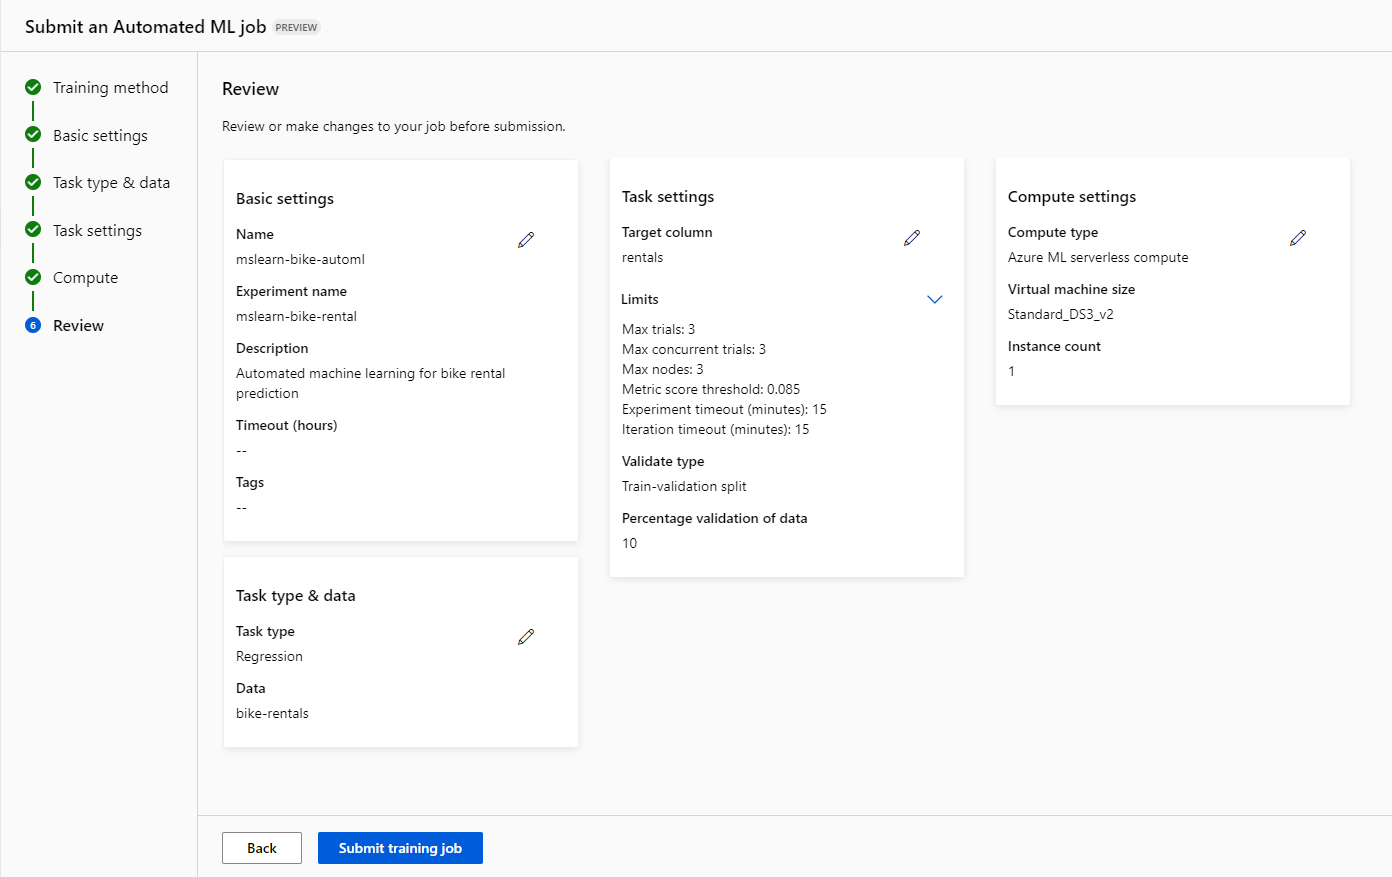 Submit an Automated ML job PREVIEW
Training method
Basic settings
Task type & data
Task settings
Compute
6 Review
Review
Review or make changes to your job before submission.
Basic settings
Name
mslearn-bike-automl
Experiment name
mslearn-bike-rental
Description
Automated machine learning for bike rental
prediction
Timeout (hours)
--
Tags
--
Task type & data
Task type
Regression
Data
bike-rentals
Task settings
Target column
rentals
Limits
Max trials: 3
Max concurrent trials: 3
Max nodes: 3
Metric score threshold: 0.085
Experiment timeout (minutes): 15
Iteration timeout (minutes): 15
Validate type
Train-validation split
Percentage validation of data
10
Compute settings
Compute type
Azure ML serverless compute
Virtual machine size
Standard_DS3_v2
Instance count
1
Back
Submit training job